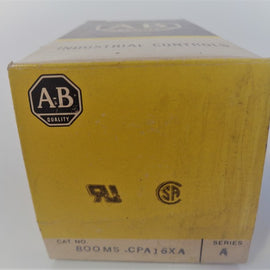 A-B
INDUSTRIAL CONTROLS
A-B
QUALITY
CAT NO.
SERIES
800MS-CPA16XA
A